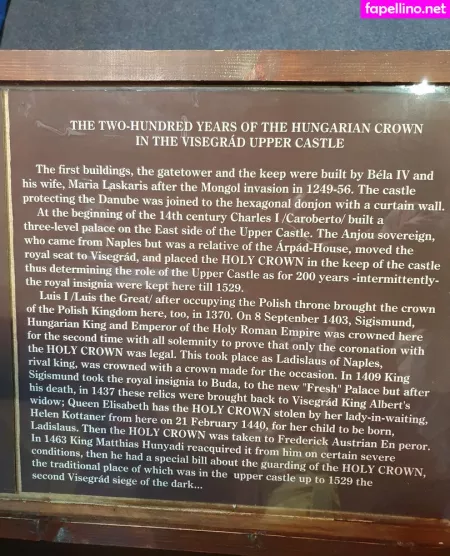 fapellino.net
THE TWO-HUNDRED YEARS OF THE HUNGARIAN CROWN
IN THE VISEGRÁD UPPER CASTLE
The first buildings, the gatetower and the keep were built by Béla IV and
his wife, Maria Laskaris after the Mongol invasion in 1249-56. The castle
protecting the Danube was joined to the hexagonal donjon with a curtain wall.
At the beginning of the 14th century Charles I /Caroberto/ built a
three-level palace on the East side of the Upper Castle. The Anjou sovereign,
who came from Naples but was a relative of the Árpád-House, moved the
royal seat to Visegrád, and placed the HOLY CROWN in the keep of the castle
thus determining the role of the Upper Castle as for 200 years -intermittently-
the royal insignia were kept here till 1529.
Luis I /Luis the Great/ after occupying the Polish throne brought the crown
of the Polish Kingdom here, too, in 1370. On 8 Septenber 1403, Sigismund,
Hungarian King and Emperor of the Holy Roman Empire was crowned here
for the second time with all solemnity to prove that only the coronation with
the HOLY CROWN was legal. This took place as Ladislaus of Naples,
rival king, was crowned with a crown made for the occasion. In 1409 King
Sigismund took the royal insignia to Buda, to the new "Fresh" Palace but after
his death, in 1437 these relics were brought back to Visegrád King Albert's
widow; Queen Elisabeth has the HOLY CROWN stolen by her lady-in-waiting,
Helen Kottaner from here on 21 February 1440, for her child to be born,
Ladislaus. Then the HOLY CROWN was taken to Frederick Austrian En peror.
In 1463 King Matthias Hunyadi reacquired it from him on certain severe
conditions, then he had a special bill about the guarding of the HOLY CROWN,
the traditional place of which was in the upper castle up to 1529 the
second Visegrád siege of the dark...